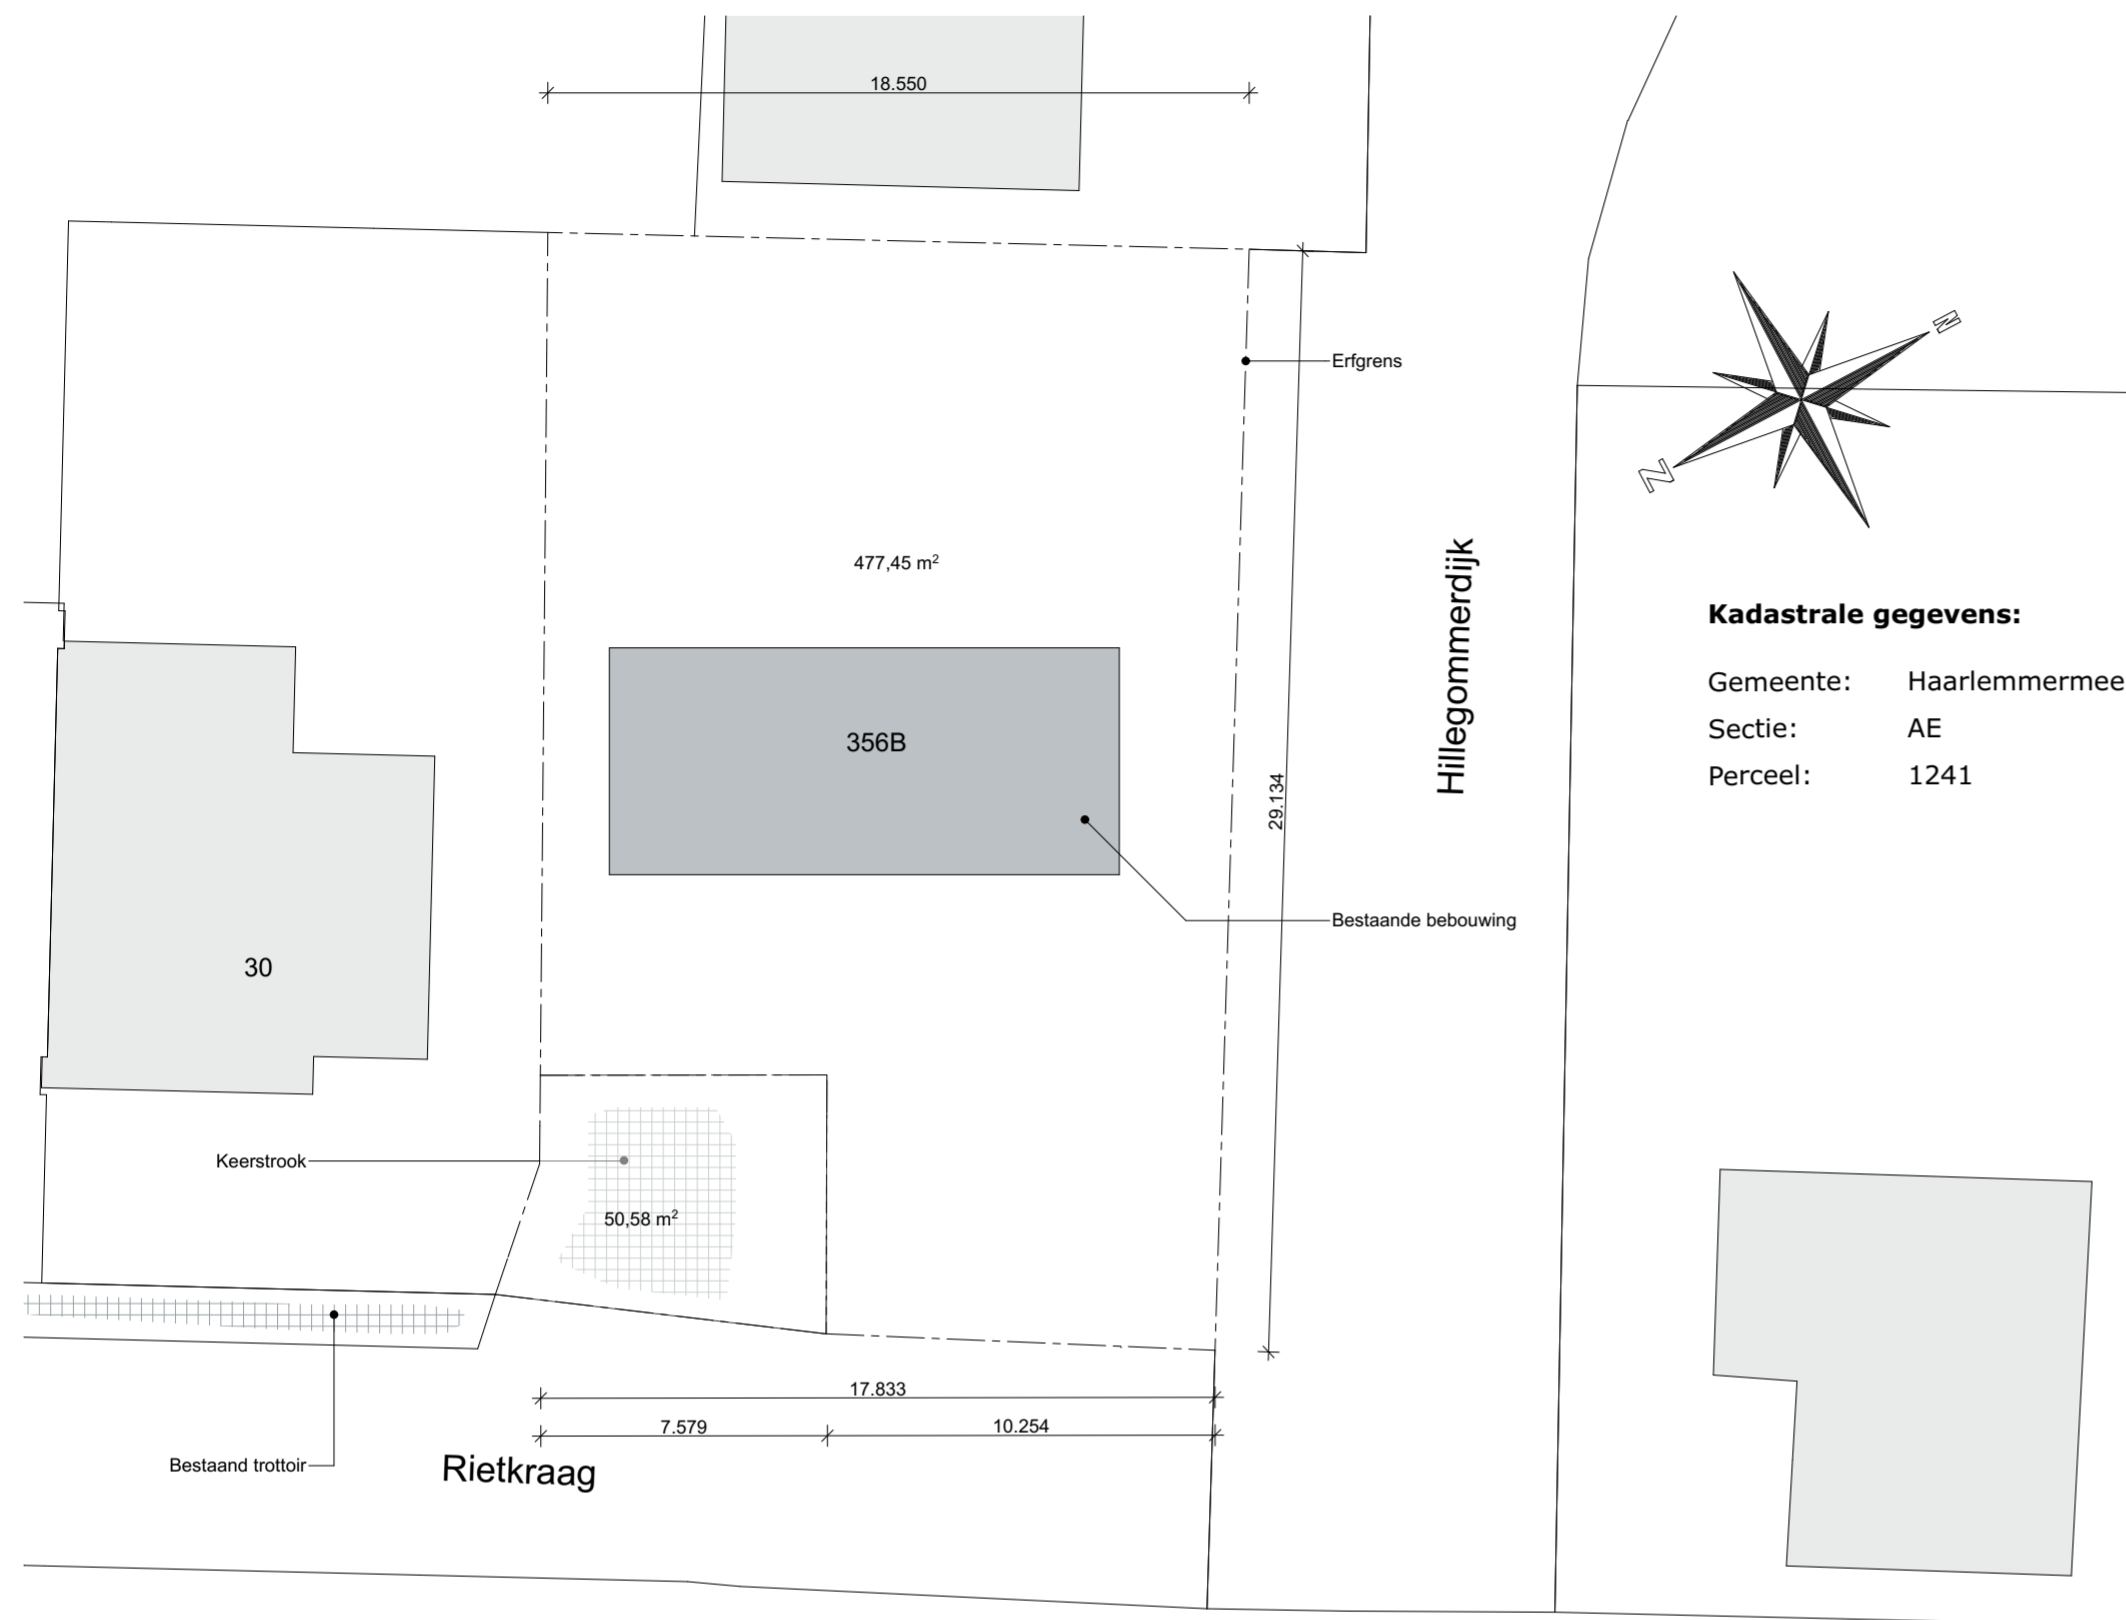 18.550
N
Erfgrens
Z
477,45 m²
Hillegommerdijk
Kadastrale gegevens:
Gemeente: Haarlemmermee
Sectie: AE
Perceel: 1241
356B
29.134
Bestaande bebouwing
30
Keerstrook
50,58 m²
17.833
7.579
10.254
Bestaand trottoir
Rietkraag